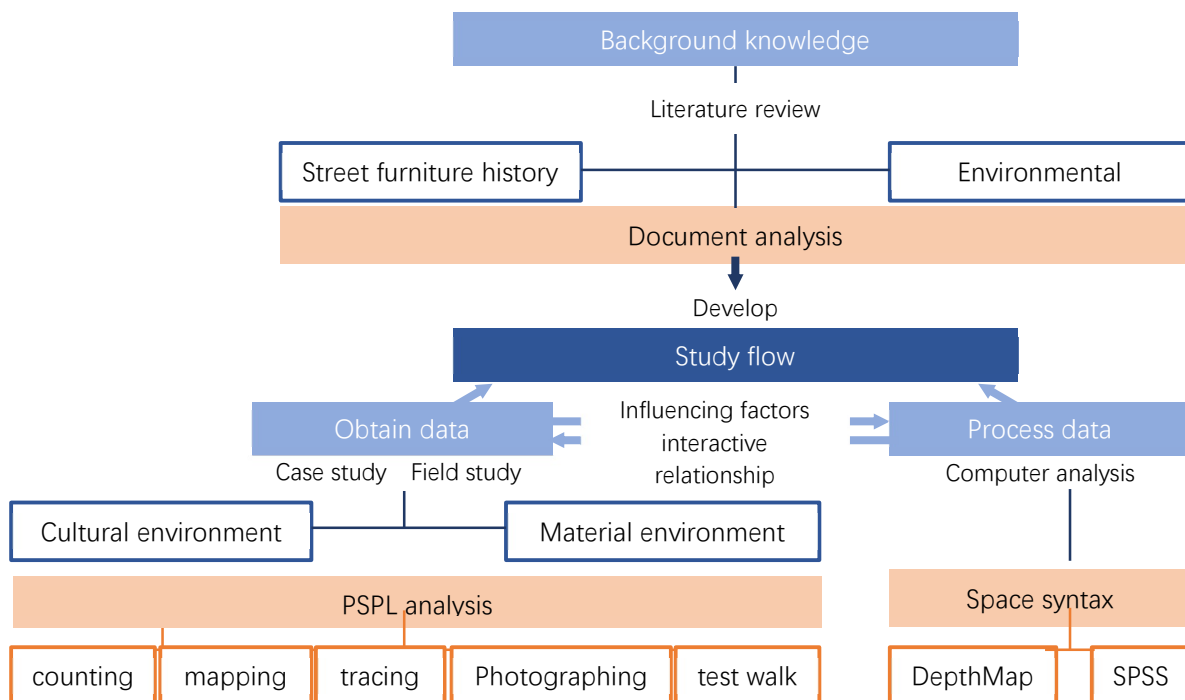 Background knowledge
Literature review
Street furniture history
Environmental
Document analysis
Develop
Study flow
Obtain data
Influencing factors
interactive
relationship
Process data
Case study
Field study
Computer analysis
Cultural environment
Material environment
PSPL analysis
Space syntax
counting
mapping
tracing
Photographing
test walk
DepthMap
SPSS